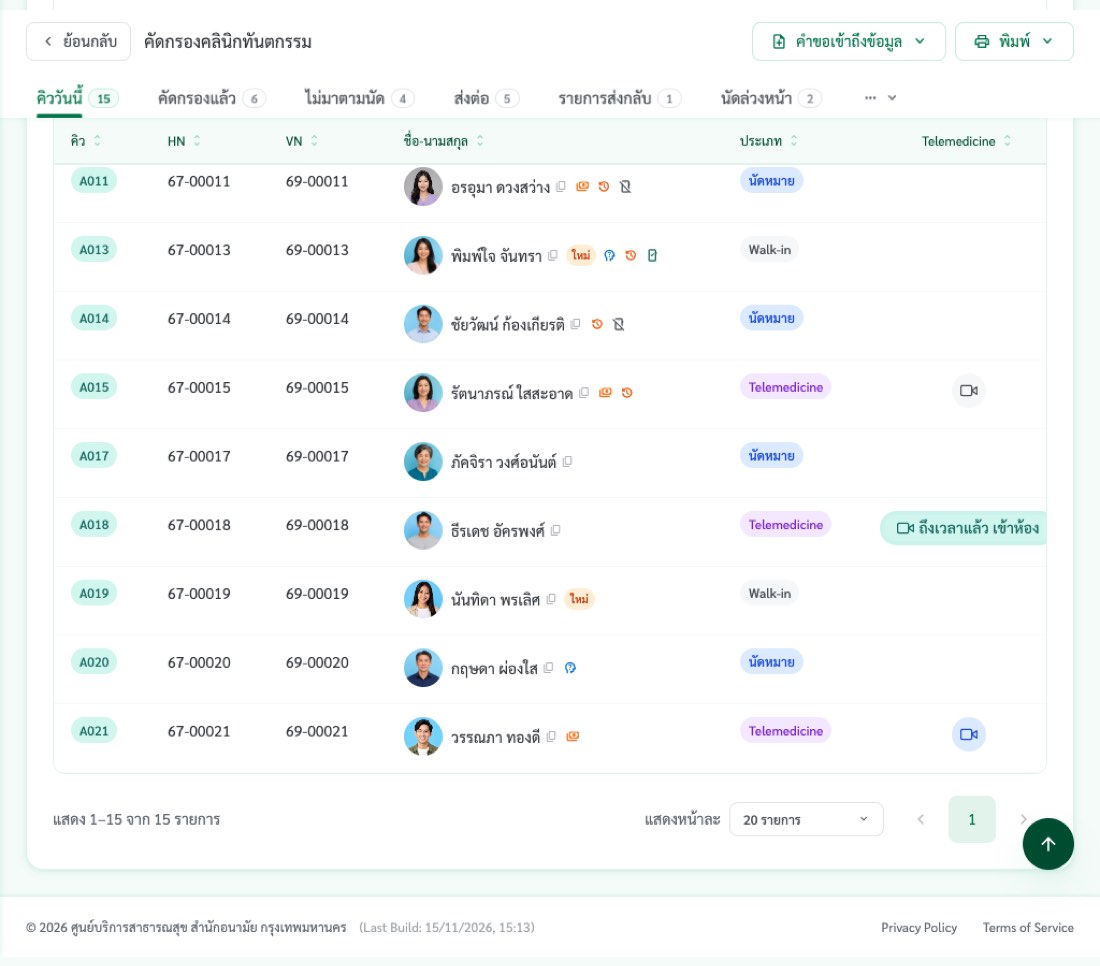 ย้อนกลับ คัดกรองคลินิกทันตกรรม คำขอเข้าถึงข้อมูล พิมพ์
คิววันนี้ 15 คัดกรองแล้ว 6 ไม่มาตามนัด 4 ส่งต่อ 5 รายการส่งกลับ 1 นัดล่วงหน้า 2 ...
คิว HN VN ชื่อ-นามสกุล ประเภท Telemedicine
A011 67-00011 69-00011 อรอุมา ดวงสว่าง นัดหมาย
A013 67-00013 69-00013 พิมพ์ใจ จันทรา ใหม่ Walk-in
A014 67-00014 69-00014 ชัยวัฒน์ ก้องเกียรติ นัดหมาย
A015 67-00015 69-00015 รัตนาภรณ์ ใสสะอาด Telemedicine
A017 67-00017 69-00017 ภัคจิรา วงศ์อนันต์ นัดหมาย
A018 67-00018 69-00018 ธีรเดช อัครพงศ์ Telemedicine ถึงเวลาแล้ว เข้าห้อง
A019 67-00019 69-00019 นันทิดา พรเลิศ ใหม่ Walk-in
A020 67-00020 69-00020 กฤษดา ผ่องใส นัดหมาย
A021 67-00021 69-00021 วรรณภา ทองดี Telemedicine
แสดง 1–15 จาก 15 รายการ แสดงหน้าละ 20 รายการ 1
© 2026 ศูนย์บริการสาธารณสุข สำนักอนามัย กรุงเทพมหานคร (Last Build: 15/11/2026, 15:13) Privacy Policy Terms of Service